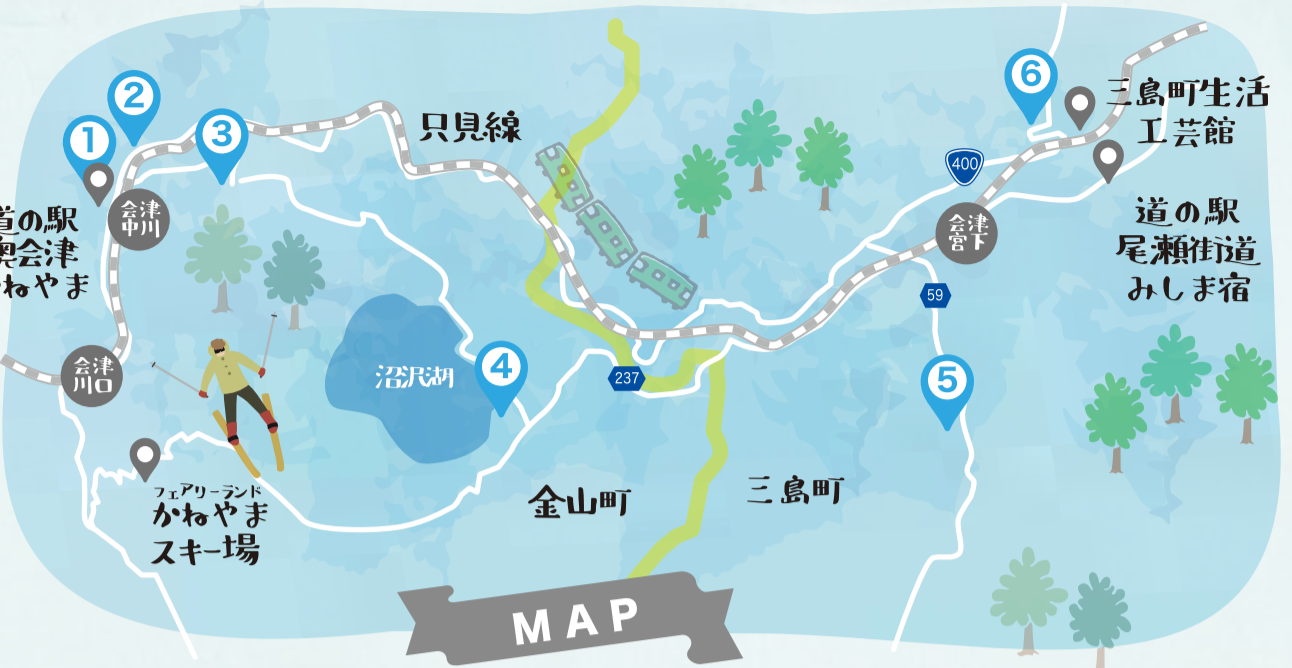 2
1
3
6
只見線
三島町生活
工芸館
400
会津
中川
道の駅
奥会津
かねやま
会津
宮下
道の駅
尾瀬街道
みしま宿
59
会津
川口
沼沢湖
4
237
5
フェアリーランド
かねやま
スキー場
金山町
三島町
MAP